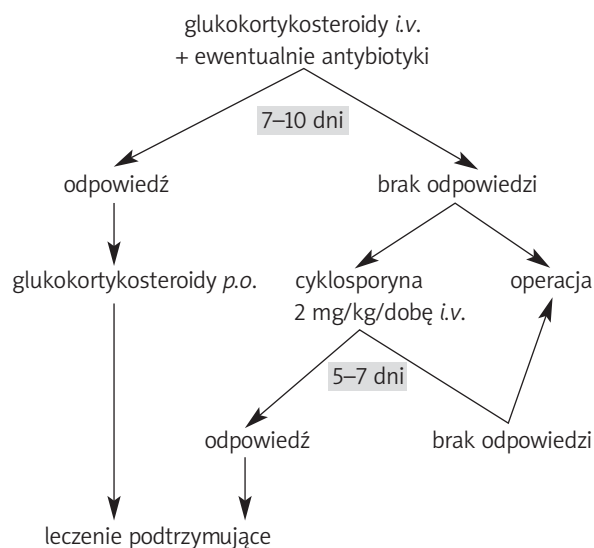 glukokortykosteroidy i.v.
+ ewentualnie antybiotyki
7–10 dni
odpowiedź
brak odpowiedzi
glukokortykosteroidy p.o.
cyklosporyna
2 mg/kg/dobę i.v.
operacja
5–7 dni
odpowiedź
brak odpowiedzi
leczenie podtrzymujące